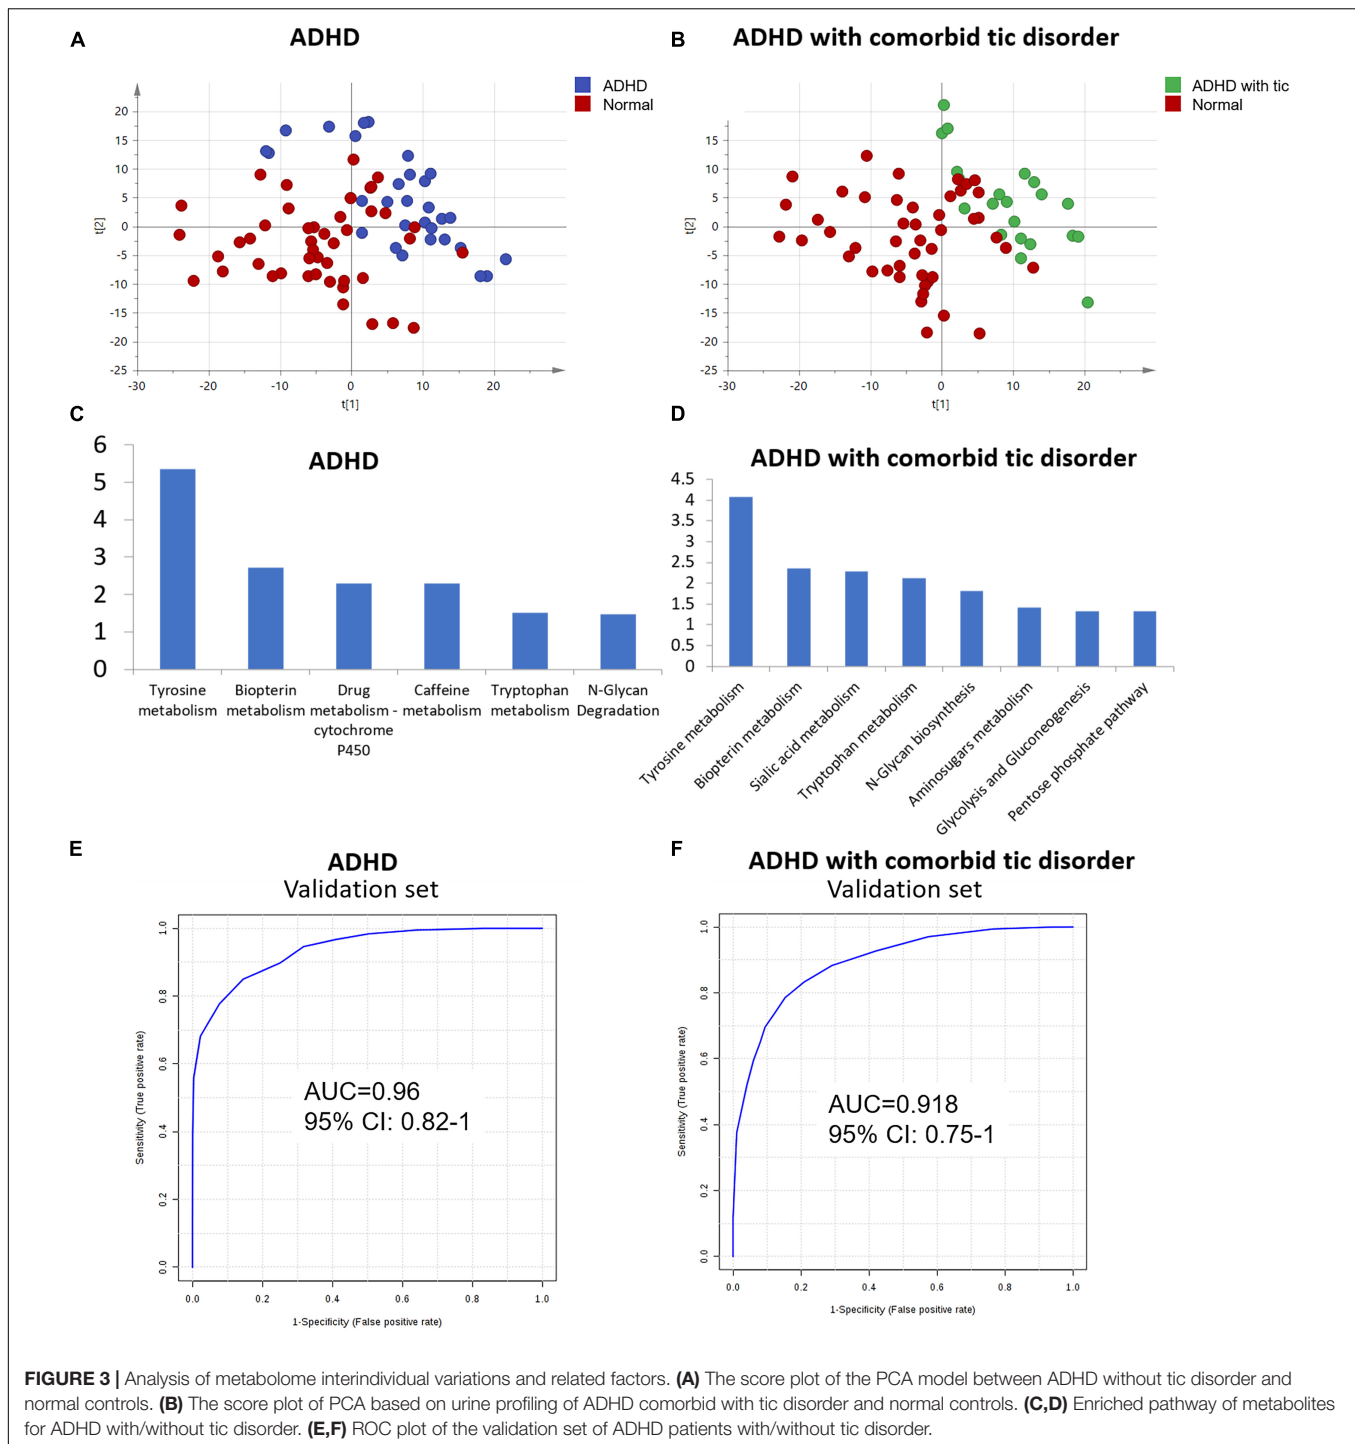 A
ADHD
ADHD
Normal
20
15
10
5
0
-5
-10
-15
-20
-25
t[2]
-30
-20
-10
0
10
20
t[1]
B
ADHD with comorbid tic disorder
ADHD with tic
Normal
20
15
10
5
0
-5
-10
-15
-20
-25
t[2]
-30
-20
-10
0
10
20
t[1]
C
ADHD
6
5
4
3
2
1
0
Tyrosine metabolism
Biopterin metabolism
Drug metabolism - cytochrome P450
Caffeine metabolism
Tryptophan metabolism
N-Glycan Degradation
D
ADHD with comorbid tic disorder
4.5
4
3.5
3
2.5
2
1.5
1
0.5
0
Tyrosine metabolism
Biopterin metabolism
Sialic acid metabolism
Tryptophan metabolism
N-Glycan biosynthesis
Aminosugars metabolism
Glycolysis and Gluconeogenesis
Pentose phosphate pathway
E
ADHD
Validation set
Sensitivity (True positive rate)
1.0
0.8
0.6
0.4
0.2
0.0
AUC=0.96
95% CI: 0.82-1
0.0
0.2
0.4
0.6
0.8
1.0
1-Specificity (False positive rate)
F
ADHD with comorbid tic disorder
Validation set
Sensitivity (True positive rate)
1.0
0.8
0.6
0.4
0.2
0.0
AUC=0.918
95% CI: 0.75-1
0.0
0.2
0.4
0.6
0.8
1.0
1-Specificity (False positive rate)
FIGURE 3 | Analysis of metabolome interindividual variations and related factors. (A) The score plot of the PCA model between ADHD without tic disorder and
normal controls. (B) The score plot of PCA based on urine profiling of ADHD comorbid with tic disorder and normal controls. (C,D) Enriched pathway of metabolites
for ADHD with/without tic disorder. (E,F) ROC plot of the validation set of ADHD patients with/without tic disorder.